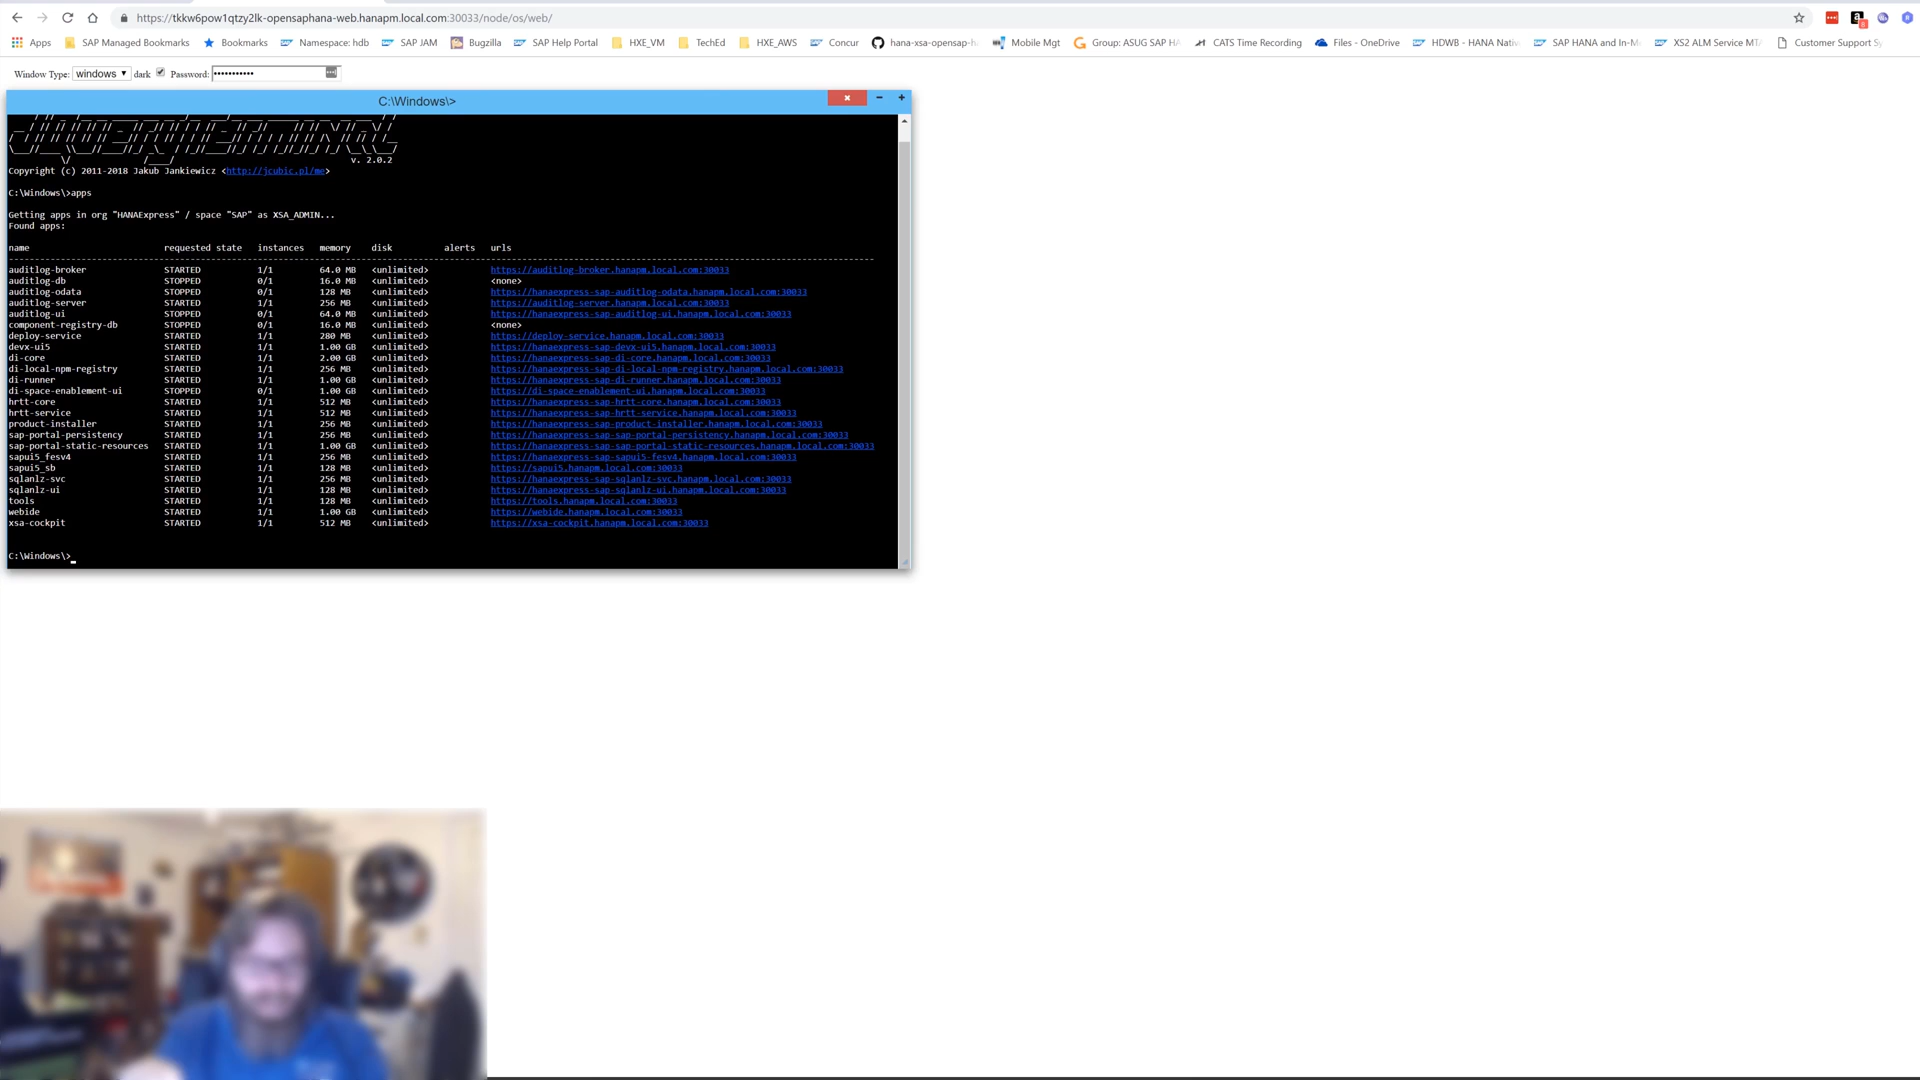 https://tkkw6pow1qtzy2lk-opensaphana-web.hanapm.local.com:30033/node/os/web/
Apps SAP Managed Bookmarks Bookmarks Namespace: hdb SAP JAM Bugzilla SAP Help Portal HXE_VM TechEd HXE_AWS Concur hana-xsa-opensap-h Mobile Mgt Group: ASUG SAP HA CATS Time Recording Files - OneDrive HDWB - HANA Nativ SAP HANA and In-M XS2 ALM Service MTA Customer Support Sy
Window Type: windows dark Password: •••••••••••
C:\Windows\>
v. 2.0.2
Copyright (c) 2011-2018 Jakub Jankiewicz <http://jcubic.pl/me>
C:\Windows\>apps
Getting apps in org "HANAExpress" / space "SAP" as XSA_ADMIN...
Found apps:
name requested state instances memory disk alerts urls
auditlog-broker STARTED 1/1 64.0 MB <unlimited> https://auditlog-broker.hanapm.local.com:30033
auditlog-db STOPPED 0/1 16.0 MB <unlimited> <none>
auditlog-odata STOPPED 0/1 128 MB <unlimited> https://hanaexpress-sap-auditlog-odata.hanapm.local.com:30033
auditlog-server STARTED 1/1 256 MB <unlimited> https://auditlog-server.hanapm.local.com:30033
auditlog-ui STOPPED 0/1 64.0 MB <unlimited> https://hanaexpress-sap-auditlog-ui.hanapm.local.com:30033
component-registry-db STOPPED 0/1 16.0 MB <unlimited> <none>
deploy-service STARTED 1/1 280 MB <unlimited> https://deploy-service.hanapm.local.com:30033
devx-ui5 STARTED 1/1 1.00 GB <unlimited> https://hanaexpress-sap-devx-ui5.hanapm.local.com:30033
di-core STARTED 1/1 2.00 GB <unlimited> https://hanaexpress-sap-di-core.hanapm.local.com:30033
di-local-npm-registry STARTED 1/1 256 MB <unlimited> https://hanaexpress-sap-di-local-npm-registry.hanapm.local.com:30033
di-runner STARTED 1/1 1.00 GB <unlimited> https://hanaexpress-sap-di-runner.hanapm.local.com:30033
di-space-enablement-ui STOPPED 0/1 1.00 GB <unlimited> https://di-space-enablement-ui.hanapm.local.com:30033
hrtt-core STARTED 1/1 512 MB <unlimited> https://hanaexpress-sap-hrtt-core.hanapm.local.com:30033
hrtt-service STARTED 1/1 512 MB <unlimited> https://hanaexpress-sap-hrtt-service.hanapm.local.com:30033
product-installer STARTED 1/1 256 MB <unlimited> https://hanaexpress-sap-product-installer.hanapm.local.com:30033
sap-portal-persistency STARTED 1/1 256 MB <unlimited> https://hanaexpress-sap-sap-portal-persistency.hanapm.local.com:30033
sap-portal-static-resources STARTED 1/1 1.00 GB <unlimited> https://hanaexpress-sap-sap-portal-static-resources.hanapm.local.com:30033
sapui5_fesv4 STARTED 1/1 256 MB <unlimited> https://hanaexpress-sap-sapui5-fesv4.hanapm.local.com:30033
sapui5_sb STARTED 1/1 128 MB <unlimited> https://sapui5.hanapm.local.com:30033
sqlanlz-svc STARTED 1/1 256 MB <unlimited> https://hanaexpress-sap-sqlanlz-svc.hanapm.local.com:30033
sqlanlz-ui STARTED 1/1 128 MB <unlimited> https://hanaexpress-sap-sqlanlz-ui.hanapm.local.com:30033
tools STARTED 1/1 128 MB <unlimited> https://tools.hanapm.local.com:30033
webide STARTED 1/1 1.00 GB <unlimited> https://webide.hanapm.local.com:30033
xsa-cockpit STARTED 1/1 512 MB <unlimited> https://xsa-cockpit.hanapm.local.com:30033
C:\Windows\>